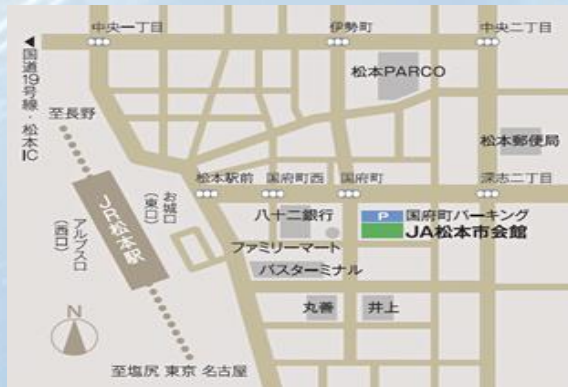 中央一丁目
伊勢町
中央二丁目
◀国道19号線・松本IC
松本PARCO
至長野
松本郵便局
松本駅前
国府町西
国府町
深志二丁目
お城口
(東口)
JR松本駅
アルプス口
(西口)
八十二銀行
P 国府町パーキング
JA松本市会館
ファミリーマート
バスターミナル
丸善
井上
N
至塩尻 東京 名古屋